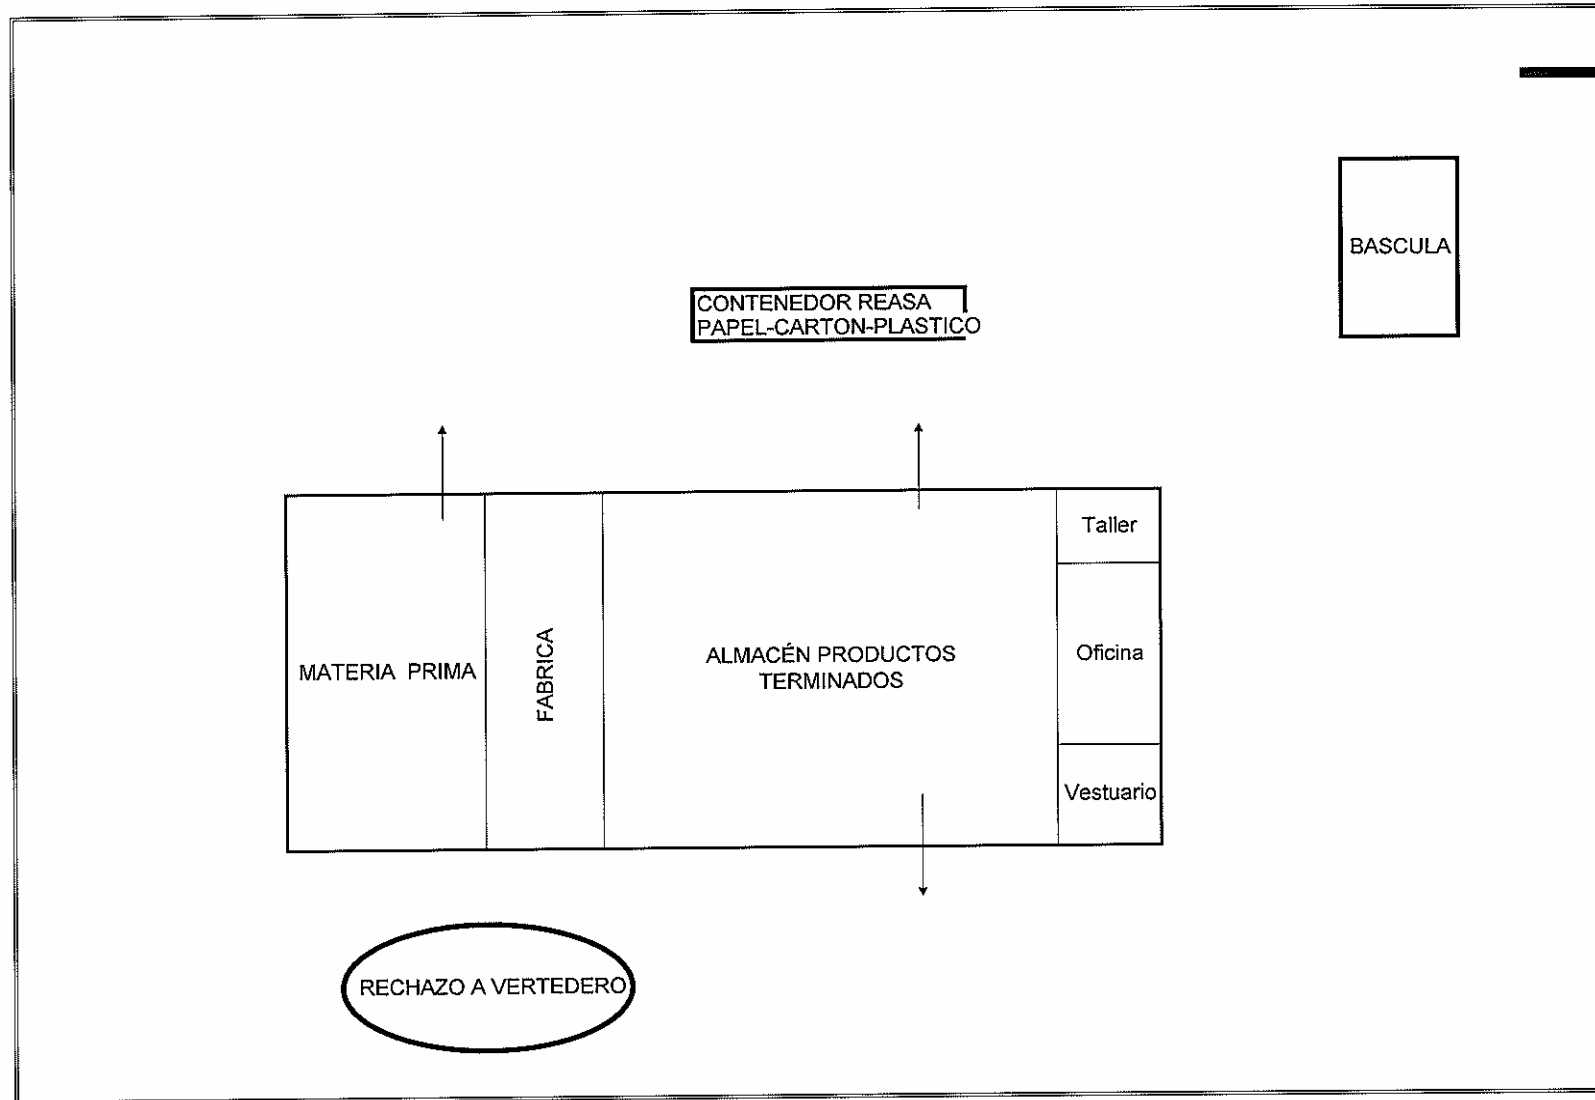 BASCULA
CONTENEDOR REASA
PAPEL-CARTON-PLASTICO
MATERIA PRIMA
FABRICA
ALMACÉN PRODUCTOS
TERMINADOS
Taller
Oficina
Vestuario
RECHAZO A VERTEDERO